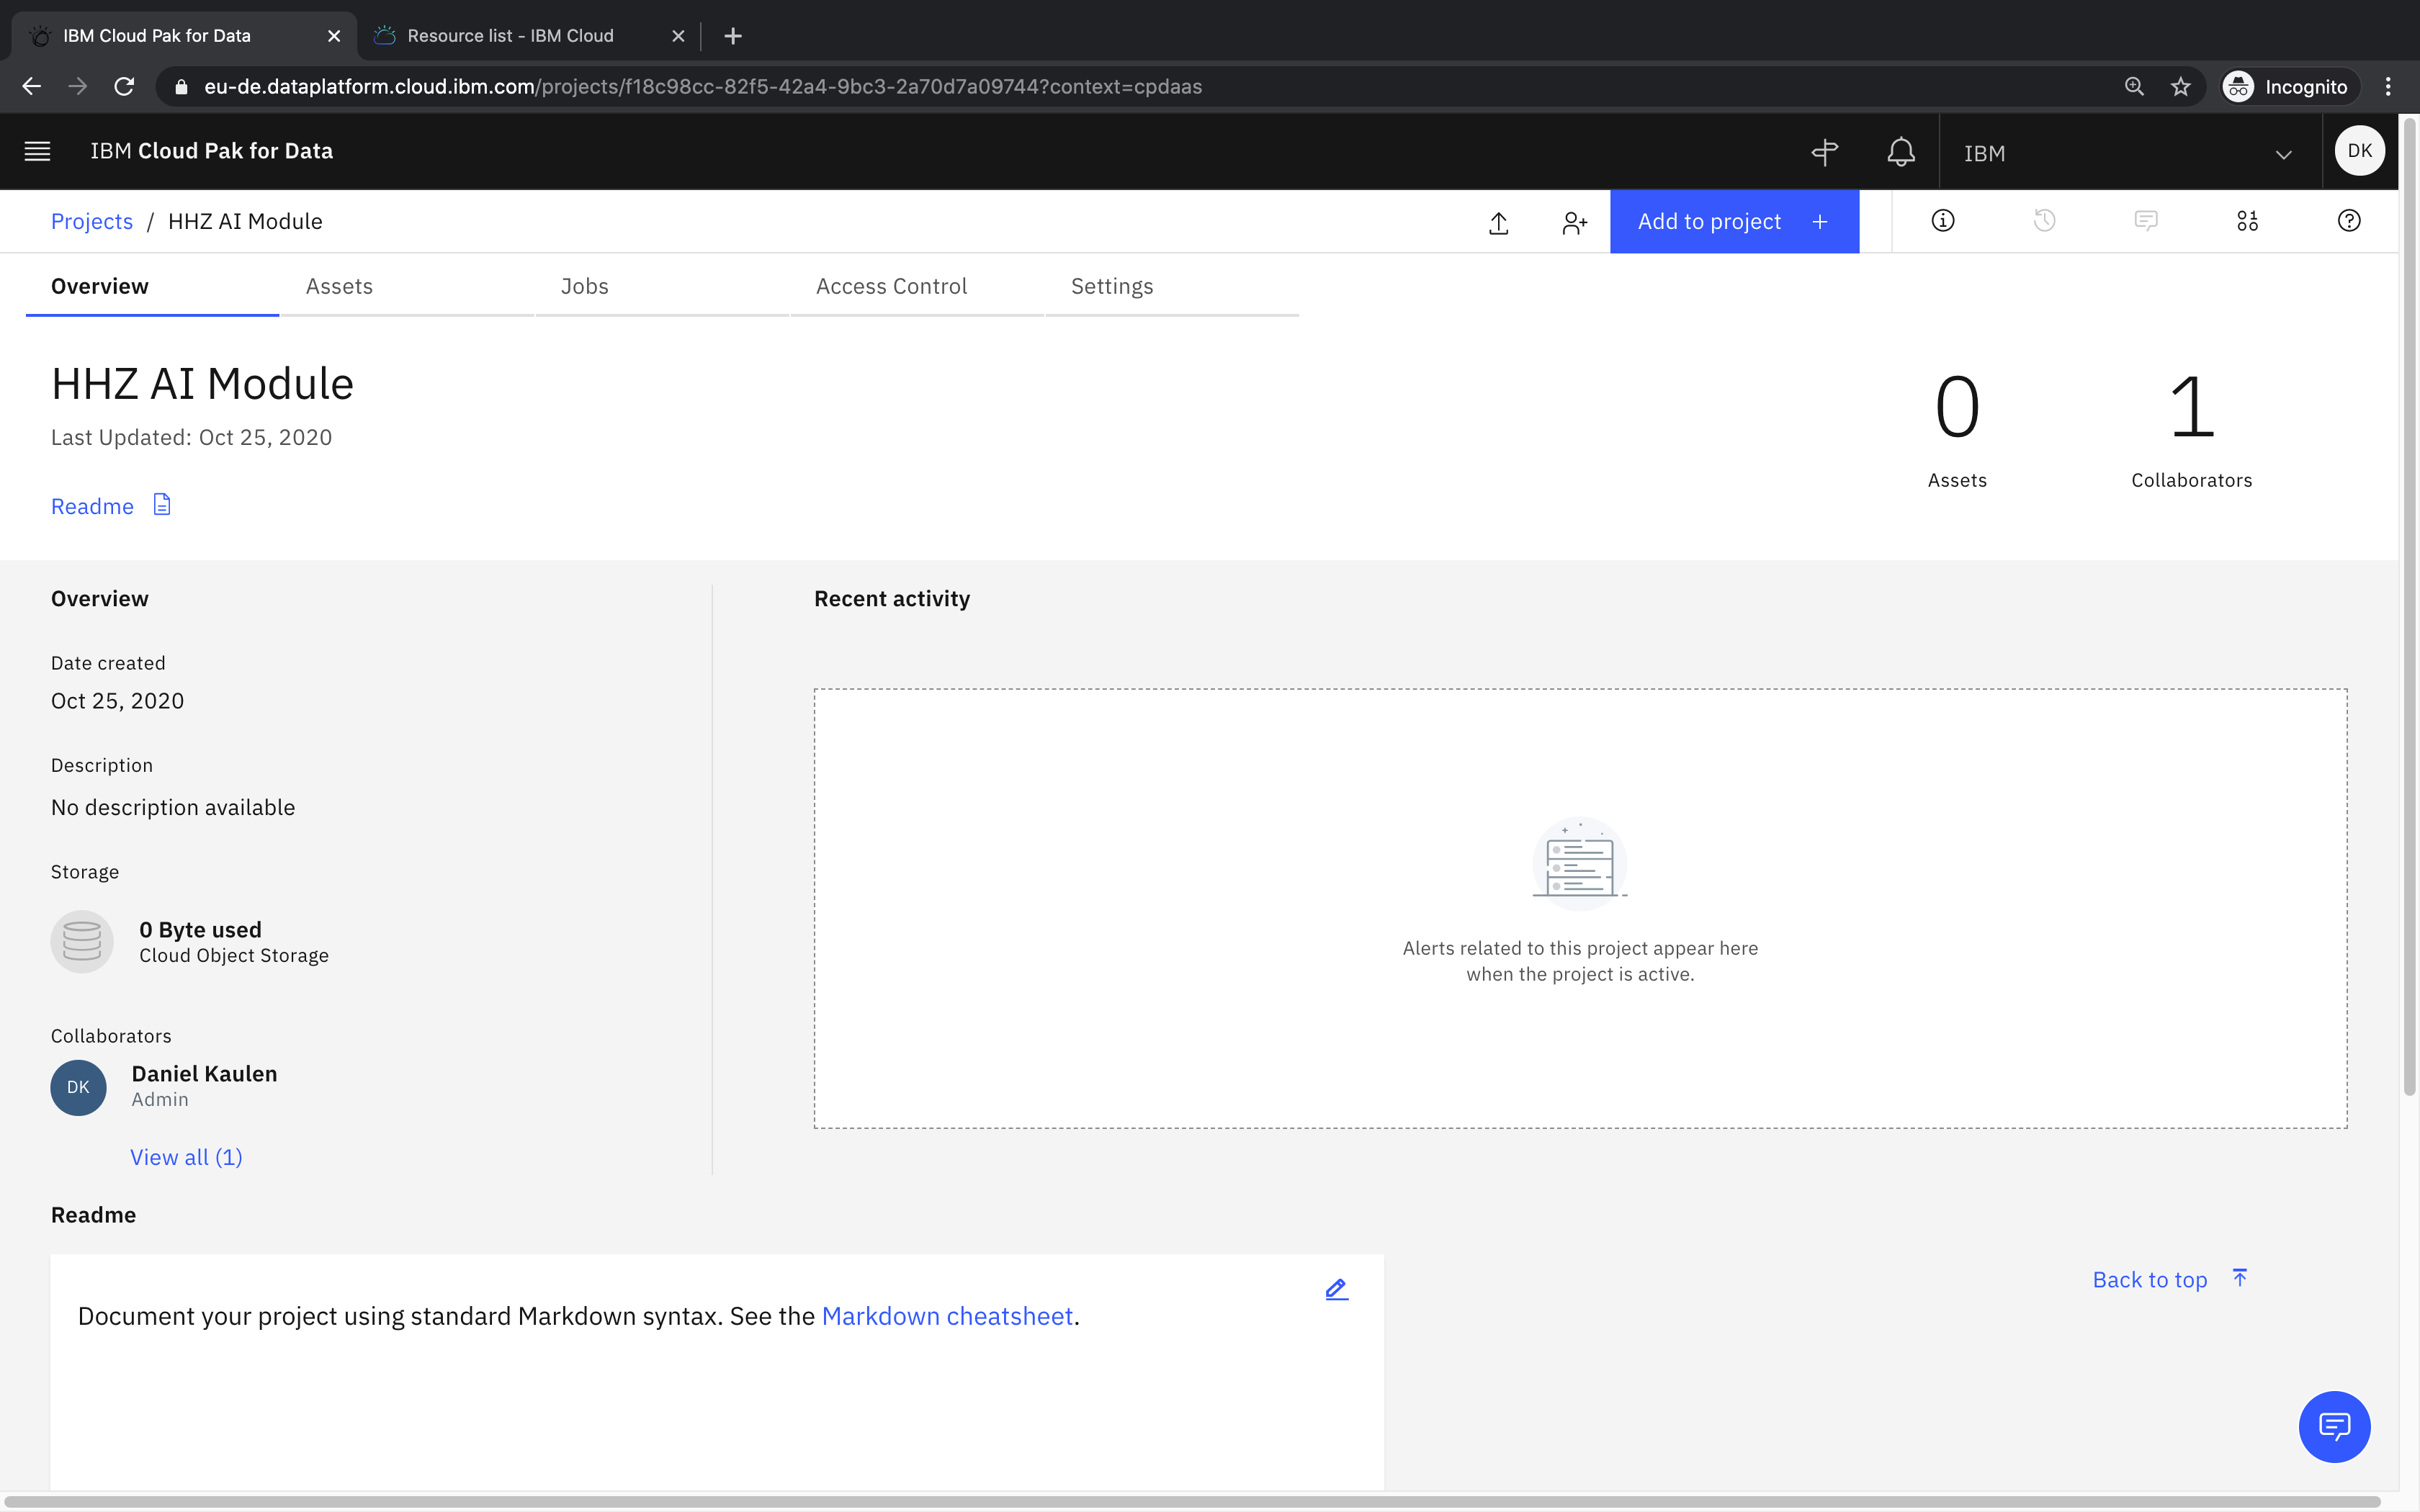 IBM Cloud Pak for Data
Resource list - IBM Cloud
eu-de.dataplatform.cloud.ibm.com/projects/f18c98cc-82f5-42a4-9bc3-2a70d7a09744?context=cpdaas
Incognito
IBM Cloud Pak for Data
IBM
DK
Projects / HHZ AI Module
Add to project +
Overview
Assets
Jobs
Access Control
Settings
HHZ AI Module
Last Updated: Oct 25, 2020
Readme
0
Assets
1
Collaborators
Overview
Date created
Oct 25, 2020
Description
No description available
Storage
0 Byte used
Cloud Object Storage
Collaborators
DK
Daniel Kaulen
Admin
View all (1)
Recent activity
Alerts related to this project appear here
when the project is active.
Readme
Document your project using standard Markdown syntax. See the Markdown cheatsheet.
Back to top